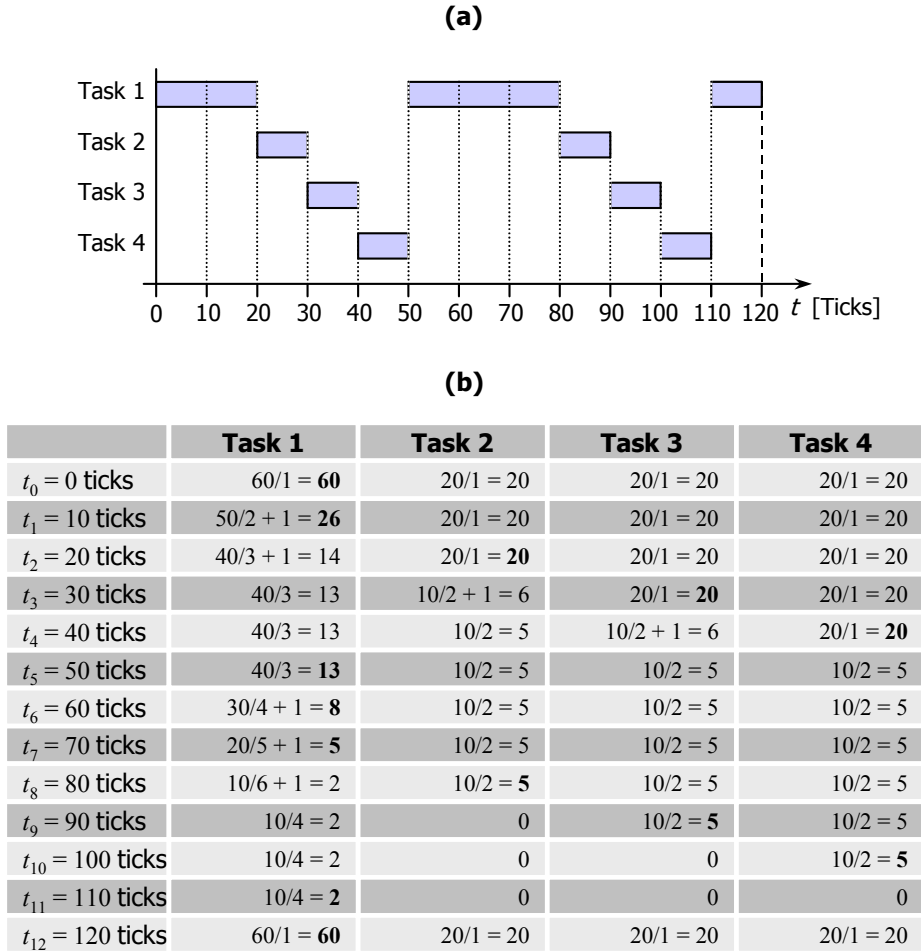 (a)
Task 1
Task 2
Task 3
Task 4
0 10 20 30 40 50 60 70 80 90 100 110 120 t [Ticks]
(b)
Task 1 Task 2 Task 3 Task 4
t0 = 0 ticks 60/1 = 60 20/1 = 20 20/1 = 20 20/1 = 20
t1 = 10 ticks 50/2 + 1 = 26 20/1 = 20 20/1 = 20 20/1 = 20
t2 = 20 ticks 40/3 + 1 = 14 20/1 = 20 20/1 = 20 20/1 = 20
t3 = 30 ticks 40/3 = 13 10/2 + 1 = 6 20/1 = 20 20/1 = 20
t4 = 40 ticks 40/3 = 13 10/2 = 5 10/2 + 1 = 6 20/1 = 20
t5 = 50 ticks 40/3 = 13 10/2 = 5 10/2 = 5 10/2 = 5
t6 = 60 ticks 30/4 + 1 = 8 10/2 = 5 10/2 = 5 10/2 = 5
t7 = 70 ticks 20/5 + 1 = 5 10/2 = 5 10/2 = 5 10/2 = 5
t8 = 80 ticks 10/6 + 1 = 2 10/2 = 5 10/2 = 5 10/2 = 5
t9 = 90 ticks 10/4 = 2 0 10/2 = 5 10/2 = 5
t10 = 100 ticks 10/4 = 2 0 0 10/2 = 5
t11 = 110 ticks 10/4 = 2 0 0 0
t12 = 120 ticks 60/1 = 60 20/1 = 20 20/1 = 20 20/1 = 20